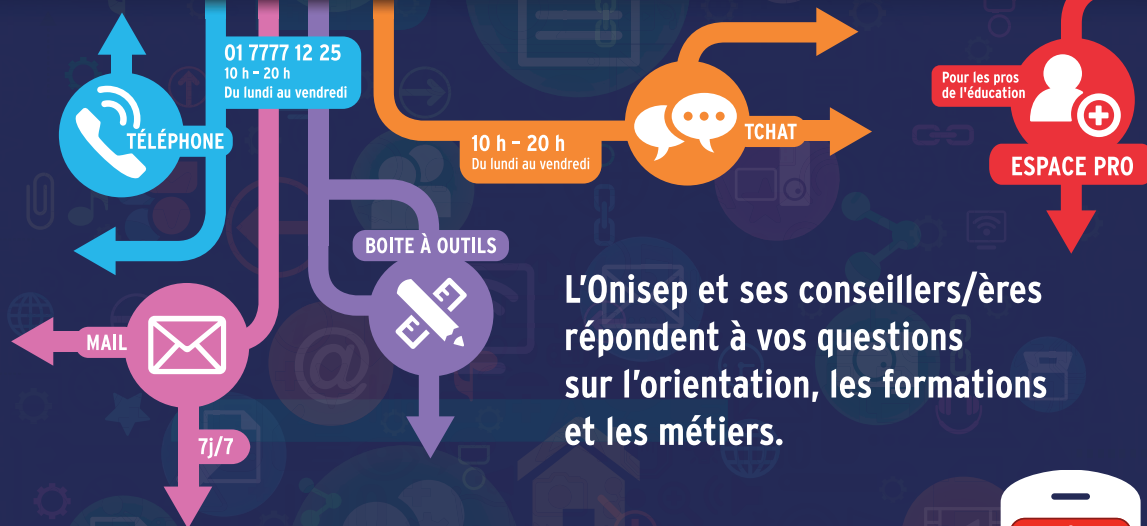 01 7777 12 25
10 h – 20 h
Du lundi au vendredi
TÉLÉPHONE
10 h – 20 h
Du lundi au vendredi
TCHAT
Pour les pros
de l'éducation
ESPACE PRO
BOITE À OUTILS
MAIL
7j/7
L'Onisep et ses conseillers/ères
répondent à vos questions
sur l'orientation, les formations
et les métiers.